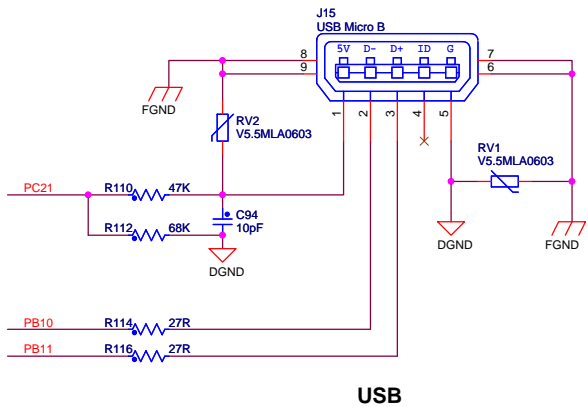 J15
USB Micro B
5V D- D+ ID G
8
9
7
6
1
2
3
4
5
FGND
RV2
V5.5MLA0603
RV1
V5.5MLA0603
PC21
R110
47K
R112
68K
C94
10pF
DGND
DGND
FGND
PB10
R114
27R
PB11
R116
27R
USB